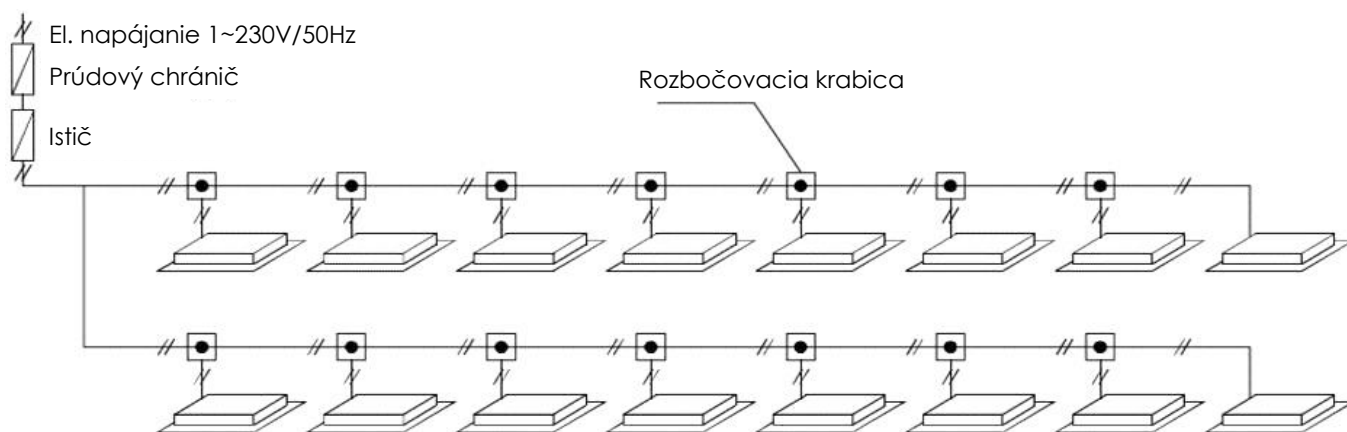 El. napájanie 1~230V/50Hz
Prúdový chránič
Rozbočovacia krabica
Istič